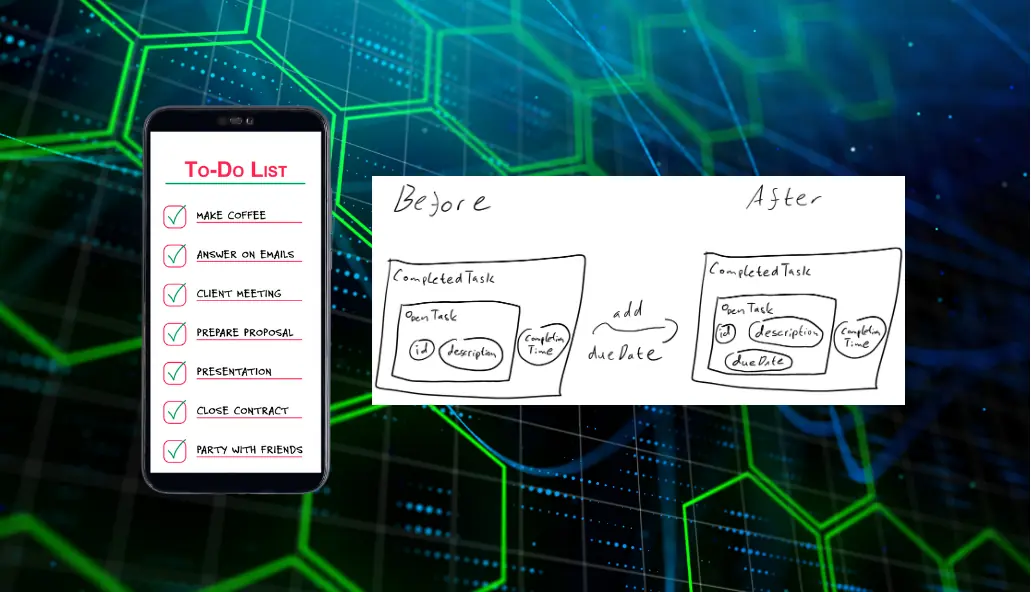 To-Do List
MAKE COFFEE
ANSWER ON EMAILS
CLIENT MEETING
PREPARE PROPOSAL
PRESENTATION
CLOSE CONTRACT
PARTY WITH FRIENDS
Before
CompletedTask
OpenTask
id
description
Completion
Time
add
dueDate
After
CompletedTask
OpenTask
id
description
dueDate
Completion
Time